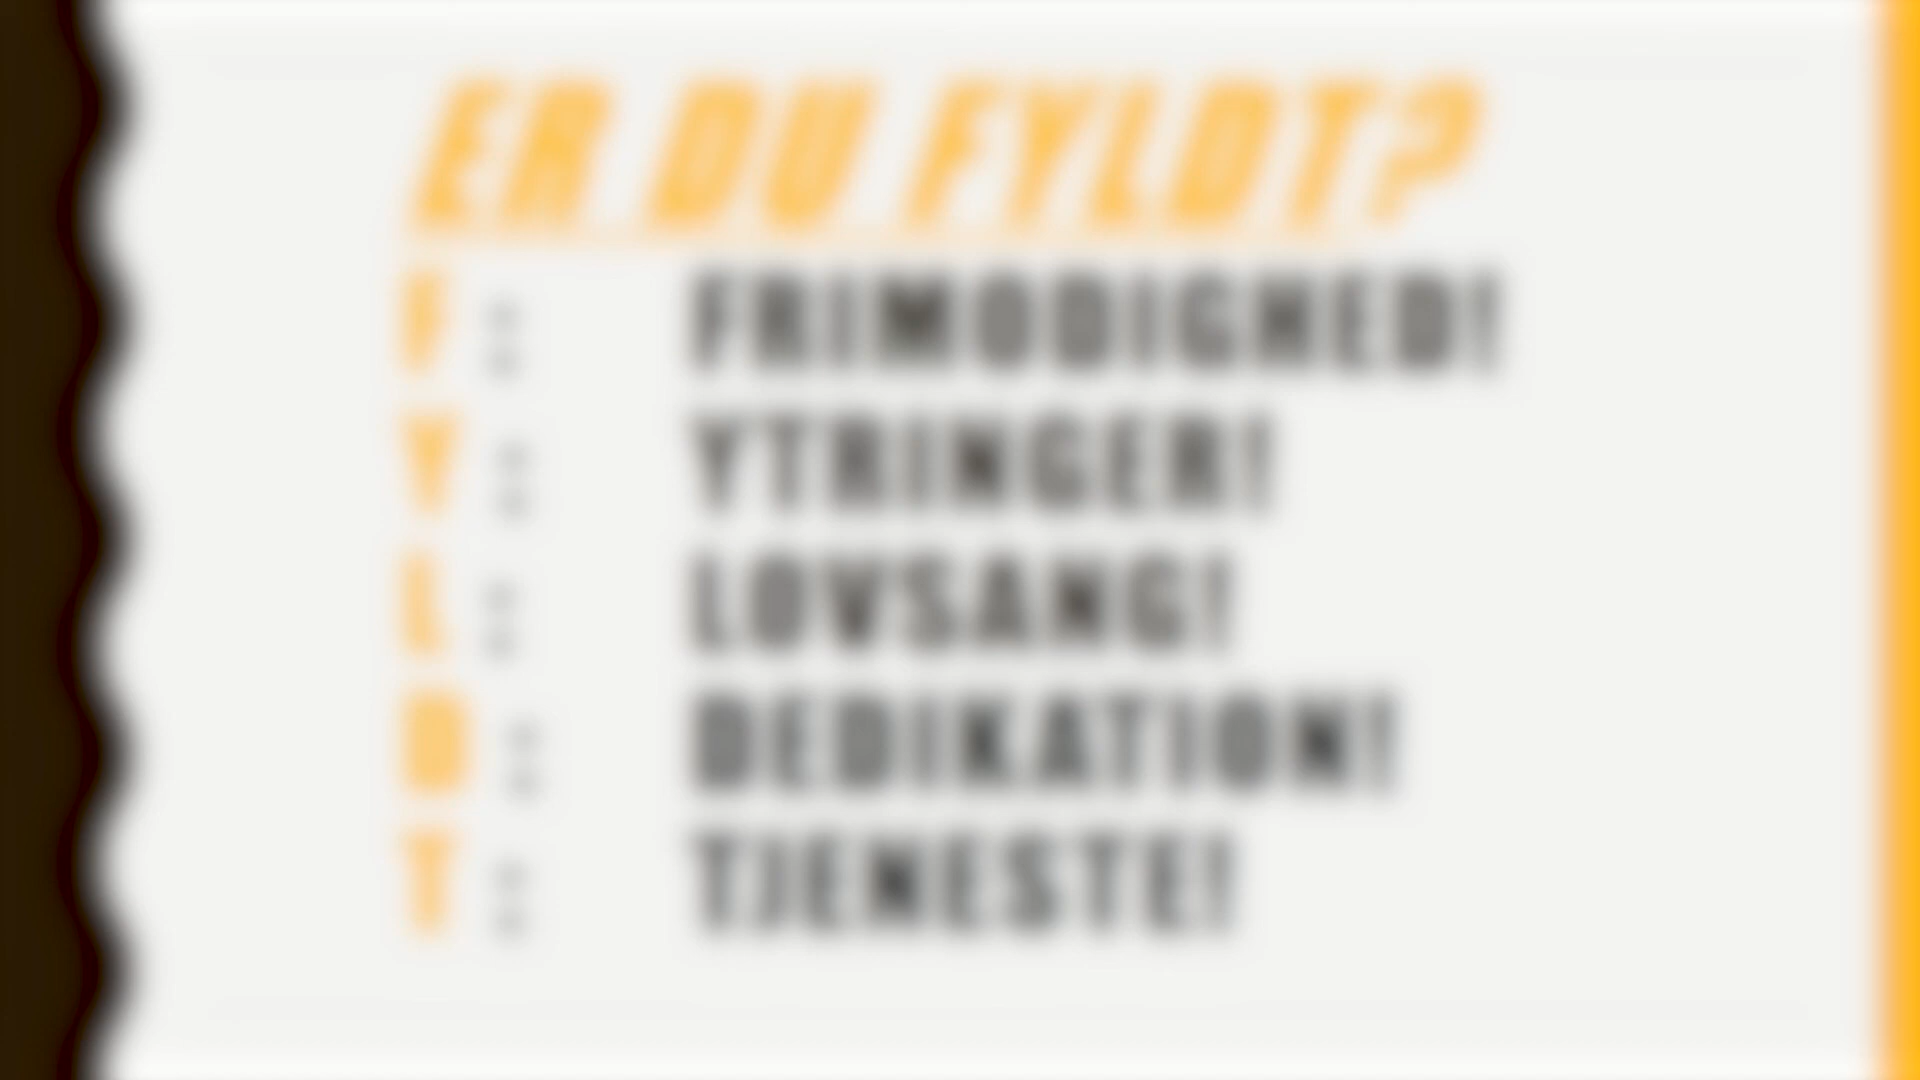 ER DU FYLDT?
F: FRIMODIGHED!
Y: YTRINGER!
L: LOVSANG!
D: DEDIKATION!
T: TJENESTE!